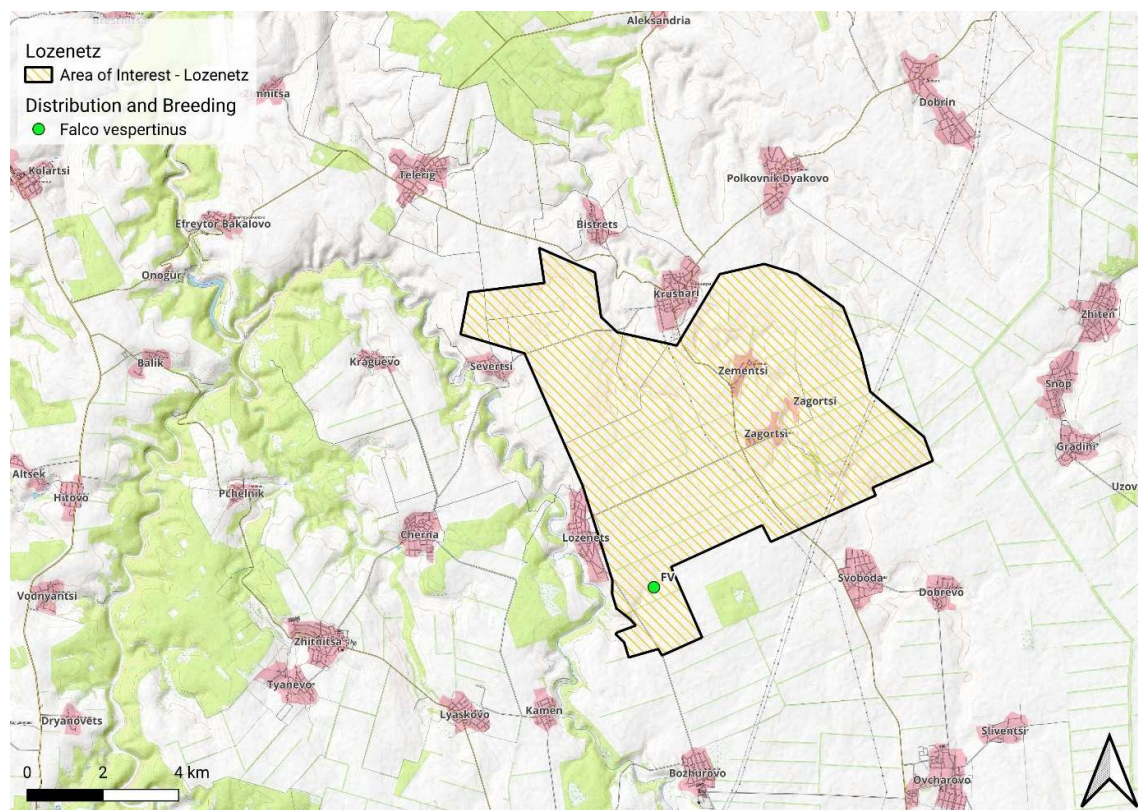 Lozenetz
Area of Interest - Lozenetz
Distribution and Breeding
Falco vespertinus
Aleksandria
Dobrin
Kolartsi
Telerig
Polkovnik Dyakovo
Efreytor Bakalovo
Bistrets
Onogur
Krushari
Zhiten
Balik
Kraguevo
Severtsi
Zementsi
Snop
Zagortsi
Zagortsi
Gradini
Altsek
Hitovo
Pchelnik
Uzov
Cherna
Lozenets
FV
Svoboda
Dobrevo
Vodnyantsi
Zhitnitsa
Tyanevo
Lyaskovo
Kamen
Dryanovets
Sliventsi
Bozhurovo
Ovcharovo
0 2 4 km